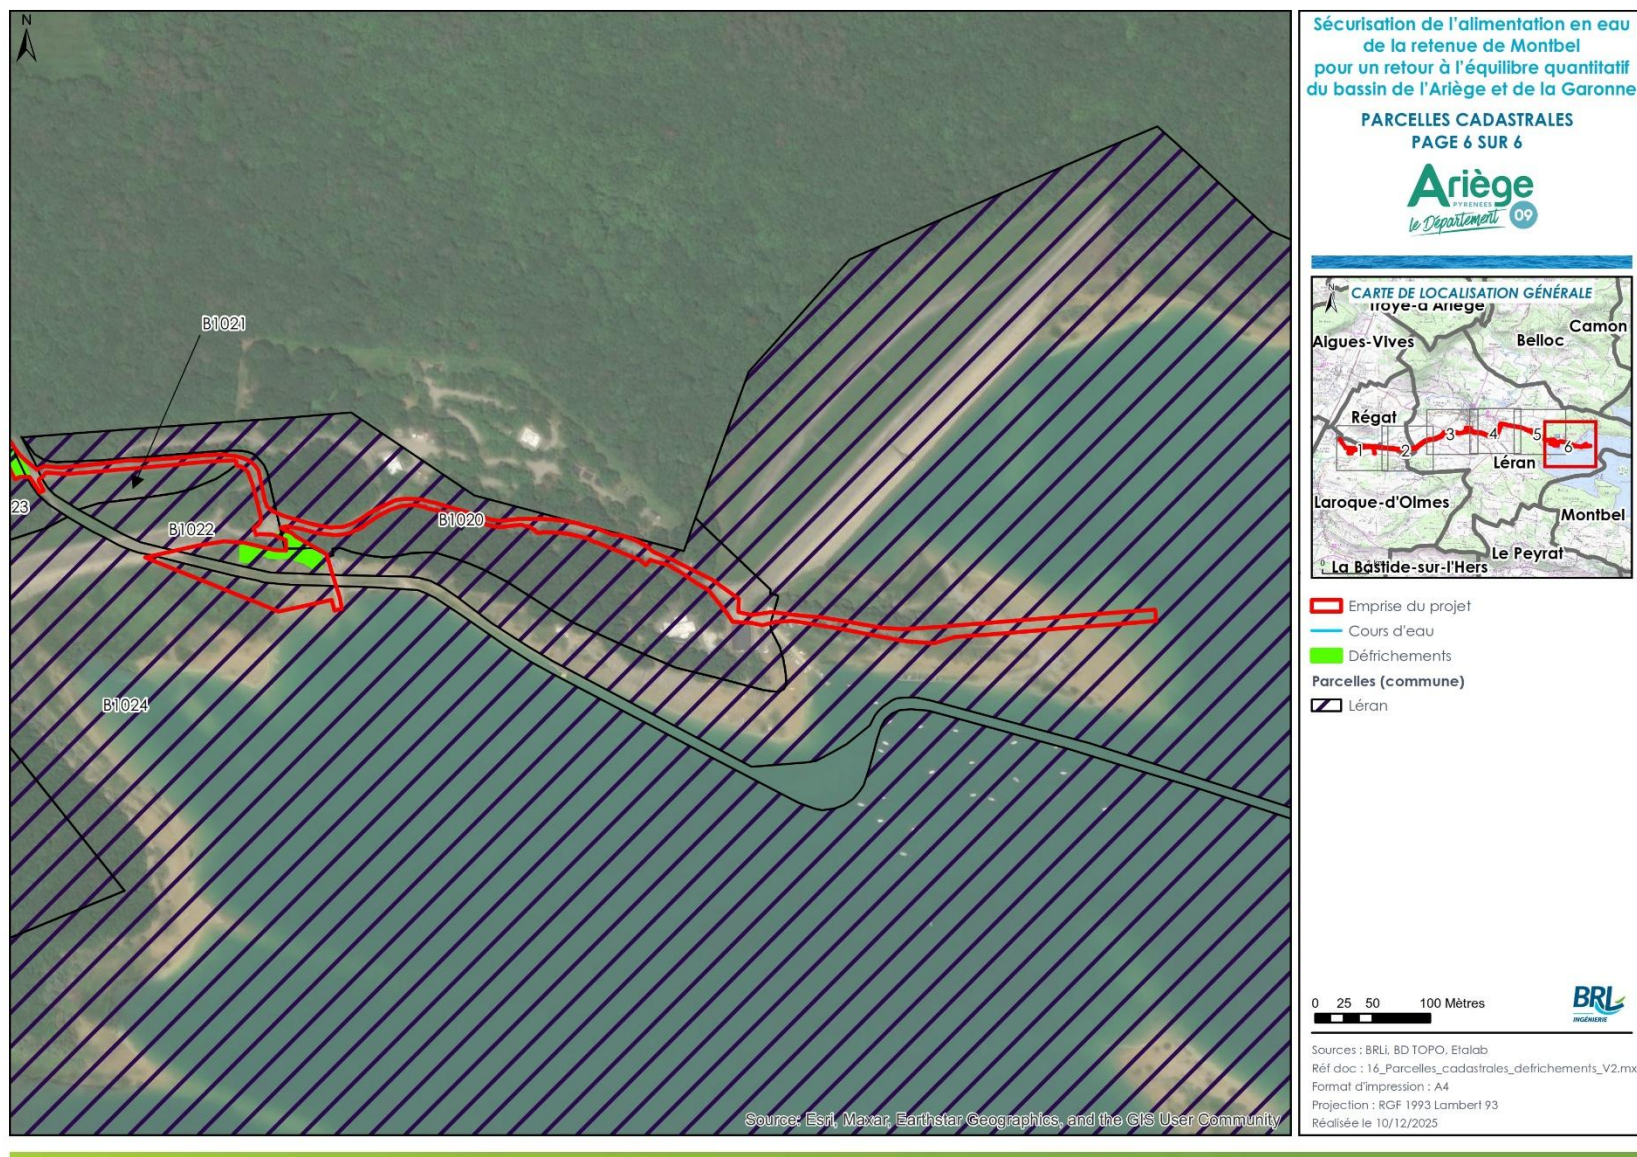 N
B1021
23
B1022
B1020
B1024
Source: Esri, Maxar, Earthstar Geographics, and the GIS User Community
Sécurisation de l'alimentation en eau
de la retenue de Montbel
pour un retour à l'équilibre quantitatif
du bassin de l'Ariège et de la Garonne
PARCELLES CADASTRALES
PAGE 6 SUR 6
Ariège
PYRENEES
le Département 09
N
CARTE DE LOCALISATION GÉNÉRALE
Troye-d'Ariège
Camon
Aigues-Vives
Belloc
Régat
1 2 3 4 5 6
Léran
Laroque-d'Olmes
Montbel
Le Peyrat
0
La Bastide-sur-l'Hers
Emprise du projet
Cours d'eau
Défrichements
Parcelles (commune)
Léran
0 25 50 100 Mètres
BRL
INGÉNIERIE
Sources : BRLi, BD TOPO, Etalab
Réf doc : 16_Parcelles_cadastrales_defrichements_V2.mx
Format d'impression : A4
Projection : RGF 1993 Lambert 93
Réalisée le 10/12/2025